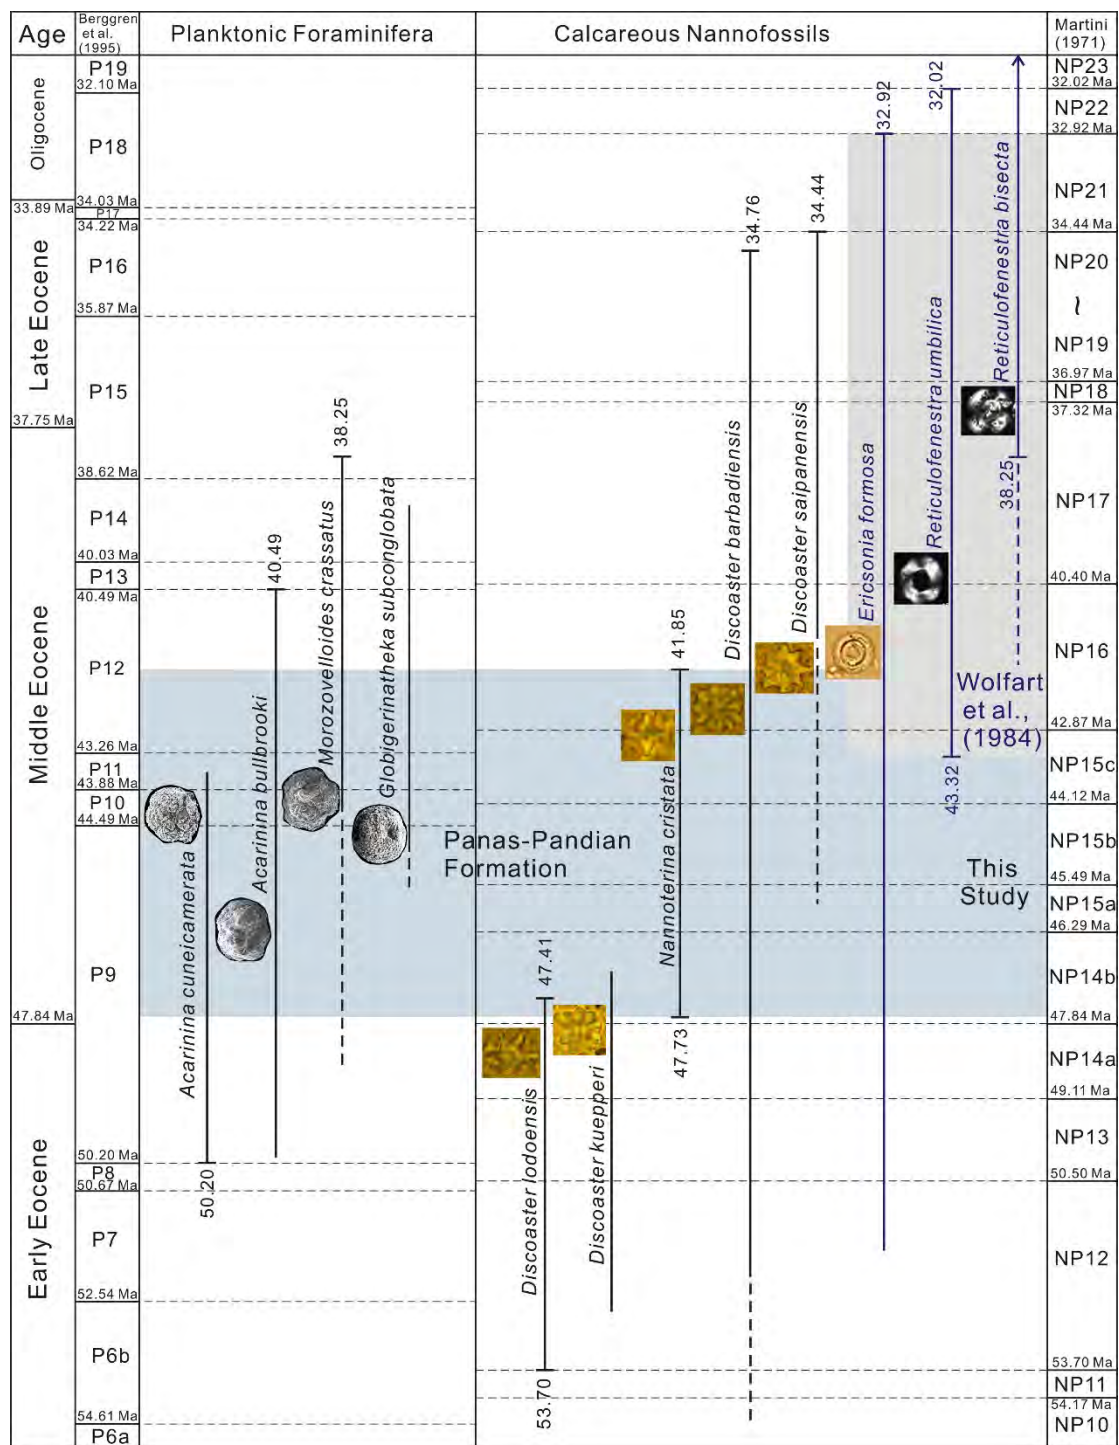 Age
Berggren
et al.
(1995)
Planktonic Foraminifera
Calcareous Nannofossils
Martini
(1971)
Oligocene
33.89 Ma
Late Eocene
37.75 Ma
Middle Eocene
47.84 Ma
Early Eocene
P19
32.10 Ma
P18
34.03 Ma
P17
34.22 Ma
P16
35.87 Ma
P15
38.62 Ma
P14
40.03 Ma
P13
40.49 Ma
P12
43.26 Ma
P11
43.88 Ma
P10
44.49 Ma
P9
50.20 Ma
P8
50.67 Ma
P7
52.54 Ma
P6b
54.61 Ma
P6a
Acarinina cuneicamerata
50.20
Acarinina bullbrooki
40.49
Morozovelloides crassatus
38.25
Globigerinatheka subconglobata
Panas-Pandian
Formation
Discoaster lodoensis
47.41
53.70
Discoaster kuepperi
Nannoterina cristata
41.85
47.73
Discoaster barbadiensis
34.76
Discoaster saipanensis
34.44
Ericsonia formosa
32.92
Reticulofenestra umbilica
32.02
43.32
Reticulofenestra bisecta
38.25
Wolfart
et al.,
(1984)
This
Study
NP23
32.02 Ma
NP22
32.92 Ma
NP21
34.44 Ma
NP20
~
NP19
36.97 Ma
NP18
37.32 Ma
NP17
40.40 Ma
NP16
42.87 Ma
NP15c
44.12 Ma
NP15b
45.49 Ma
NP15a
46.29 Ma
NP14b
47.84 Ma
NP14a
49.11 Ma
NP13
50.50 Ma
NP12
53.70 Ma
NP11
54.17 Ma
NP10